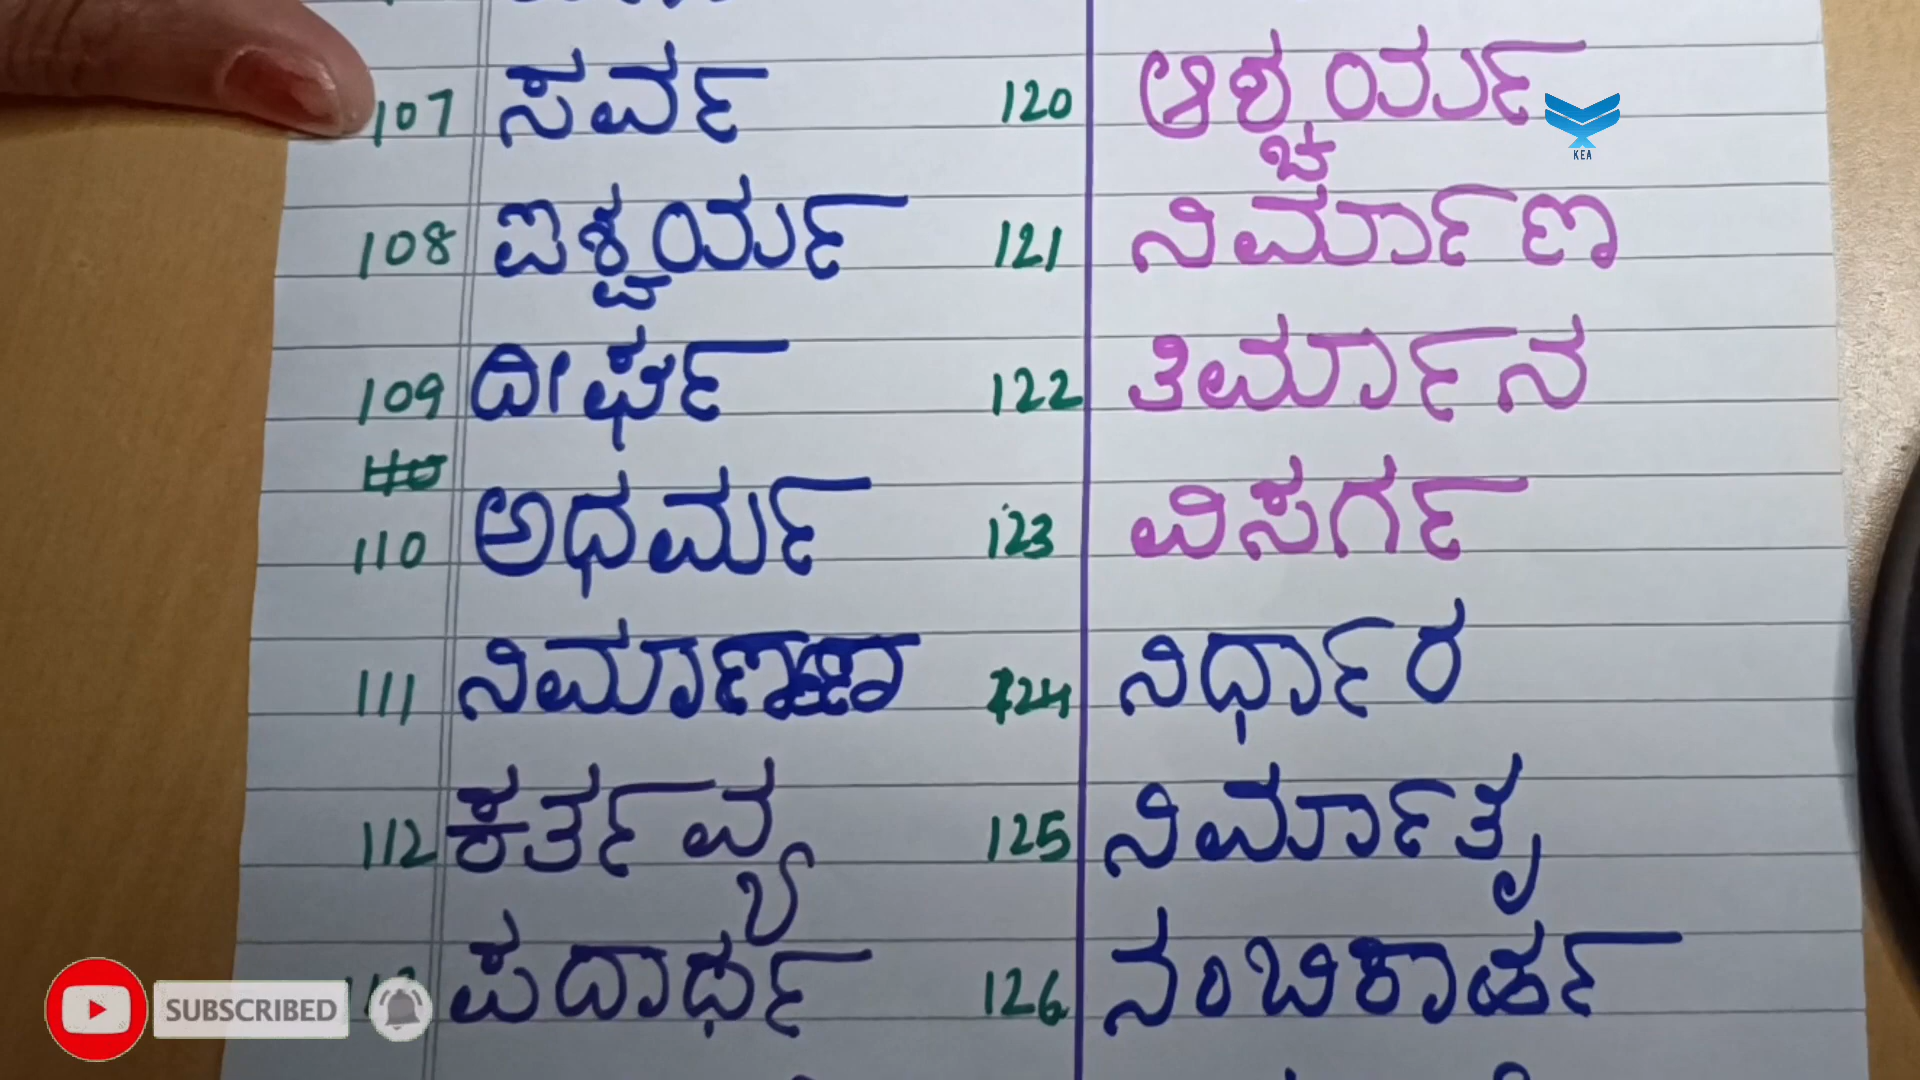 107 ಸರ್ವ
108 ಐಶ್ವರ್ಯ
109 ದೀರ್ಘ
110 ಅಧರ್ಮ
111 ನಿಮಾಣ
112 ಕರ್ತವ್ಯ
ಪದಾರ್ಥ
120 ಆಶ್ಚರ್ಯ
121 ನಿರ್ಮಾಣ
122 ತಿರ್ಮಾನ
123 ವಿಸರ್ಗ
124 ನಿರ್ಧಾರ
125 ನಿರ್ಮಾತೃ
126 ನಂಬಿಕಾರ್ಹ
KEA
SUBSCRIBED